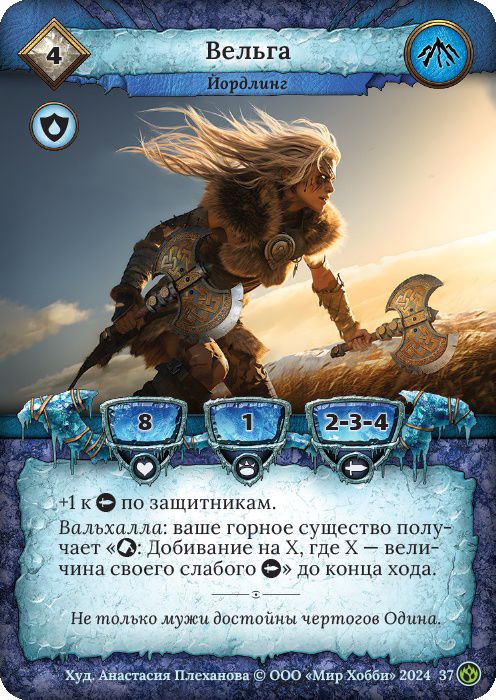 4
Вельга
Йордлинг
8
1
2-3-4
+1 к по защитникам.
Вальхалла: ваше горное существо полу-
чает « : Добивание на X, где X — вели-
чина своего слабого » до конца хода.
Не только мужи достойны чертогов Одина.
Худ. Анастасия Плеханова © ООО «Мир Хобби» 2024 37